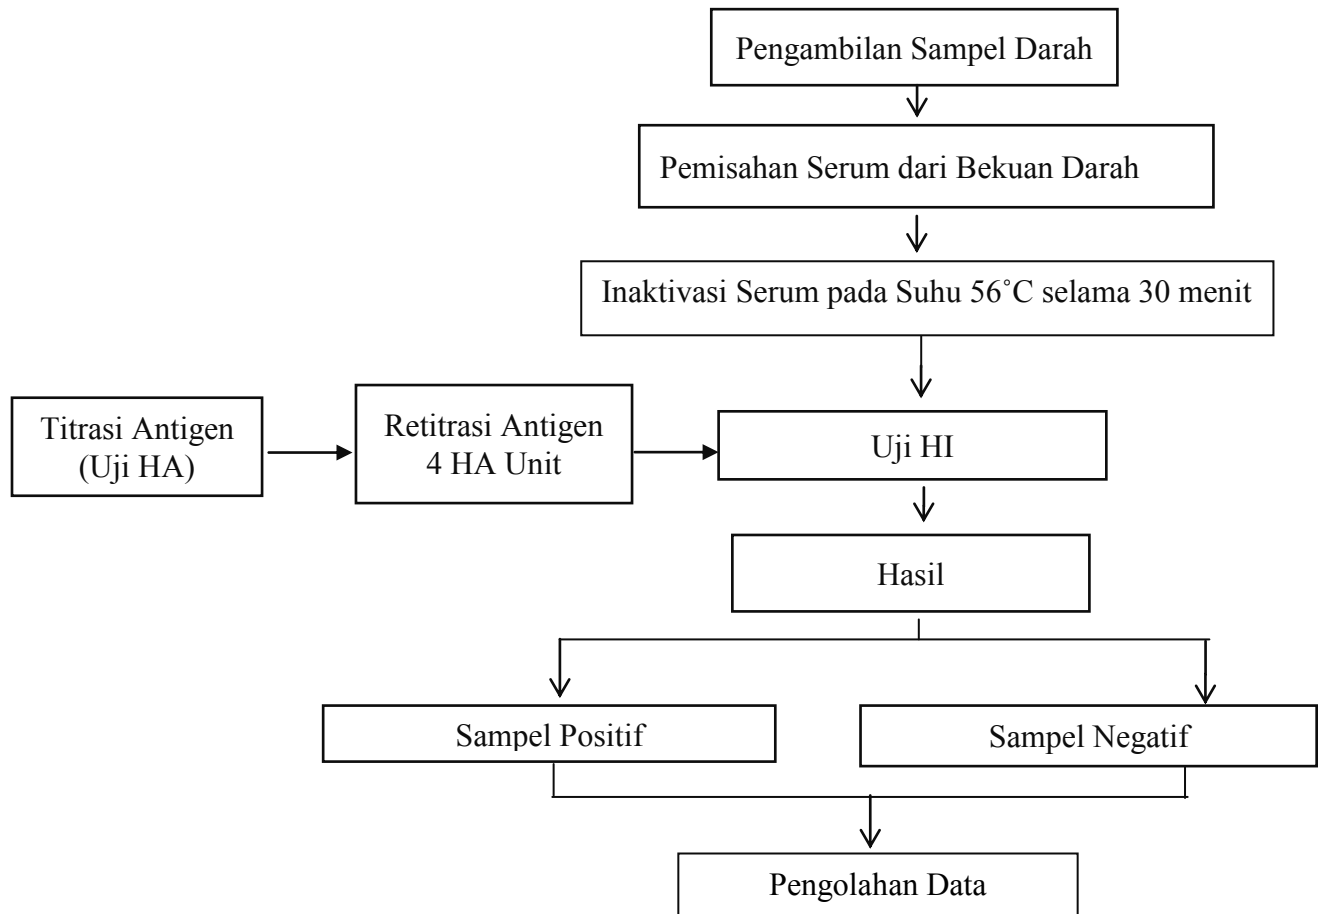 Pengambilan Sampel Darah
Pemisahan Serum dari Bekuan Darah
Inaktivasi Serum pada Suhu 56˚C selama 30 menit
Titrasi Antigen
(Uji HA)
Retitrasi Antigen
4 HA Unit
Uji HI
Hasil
Sampel Positif
Sampel Negatif
Pengolahan Data